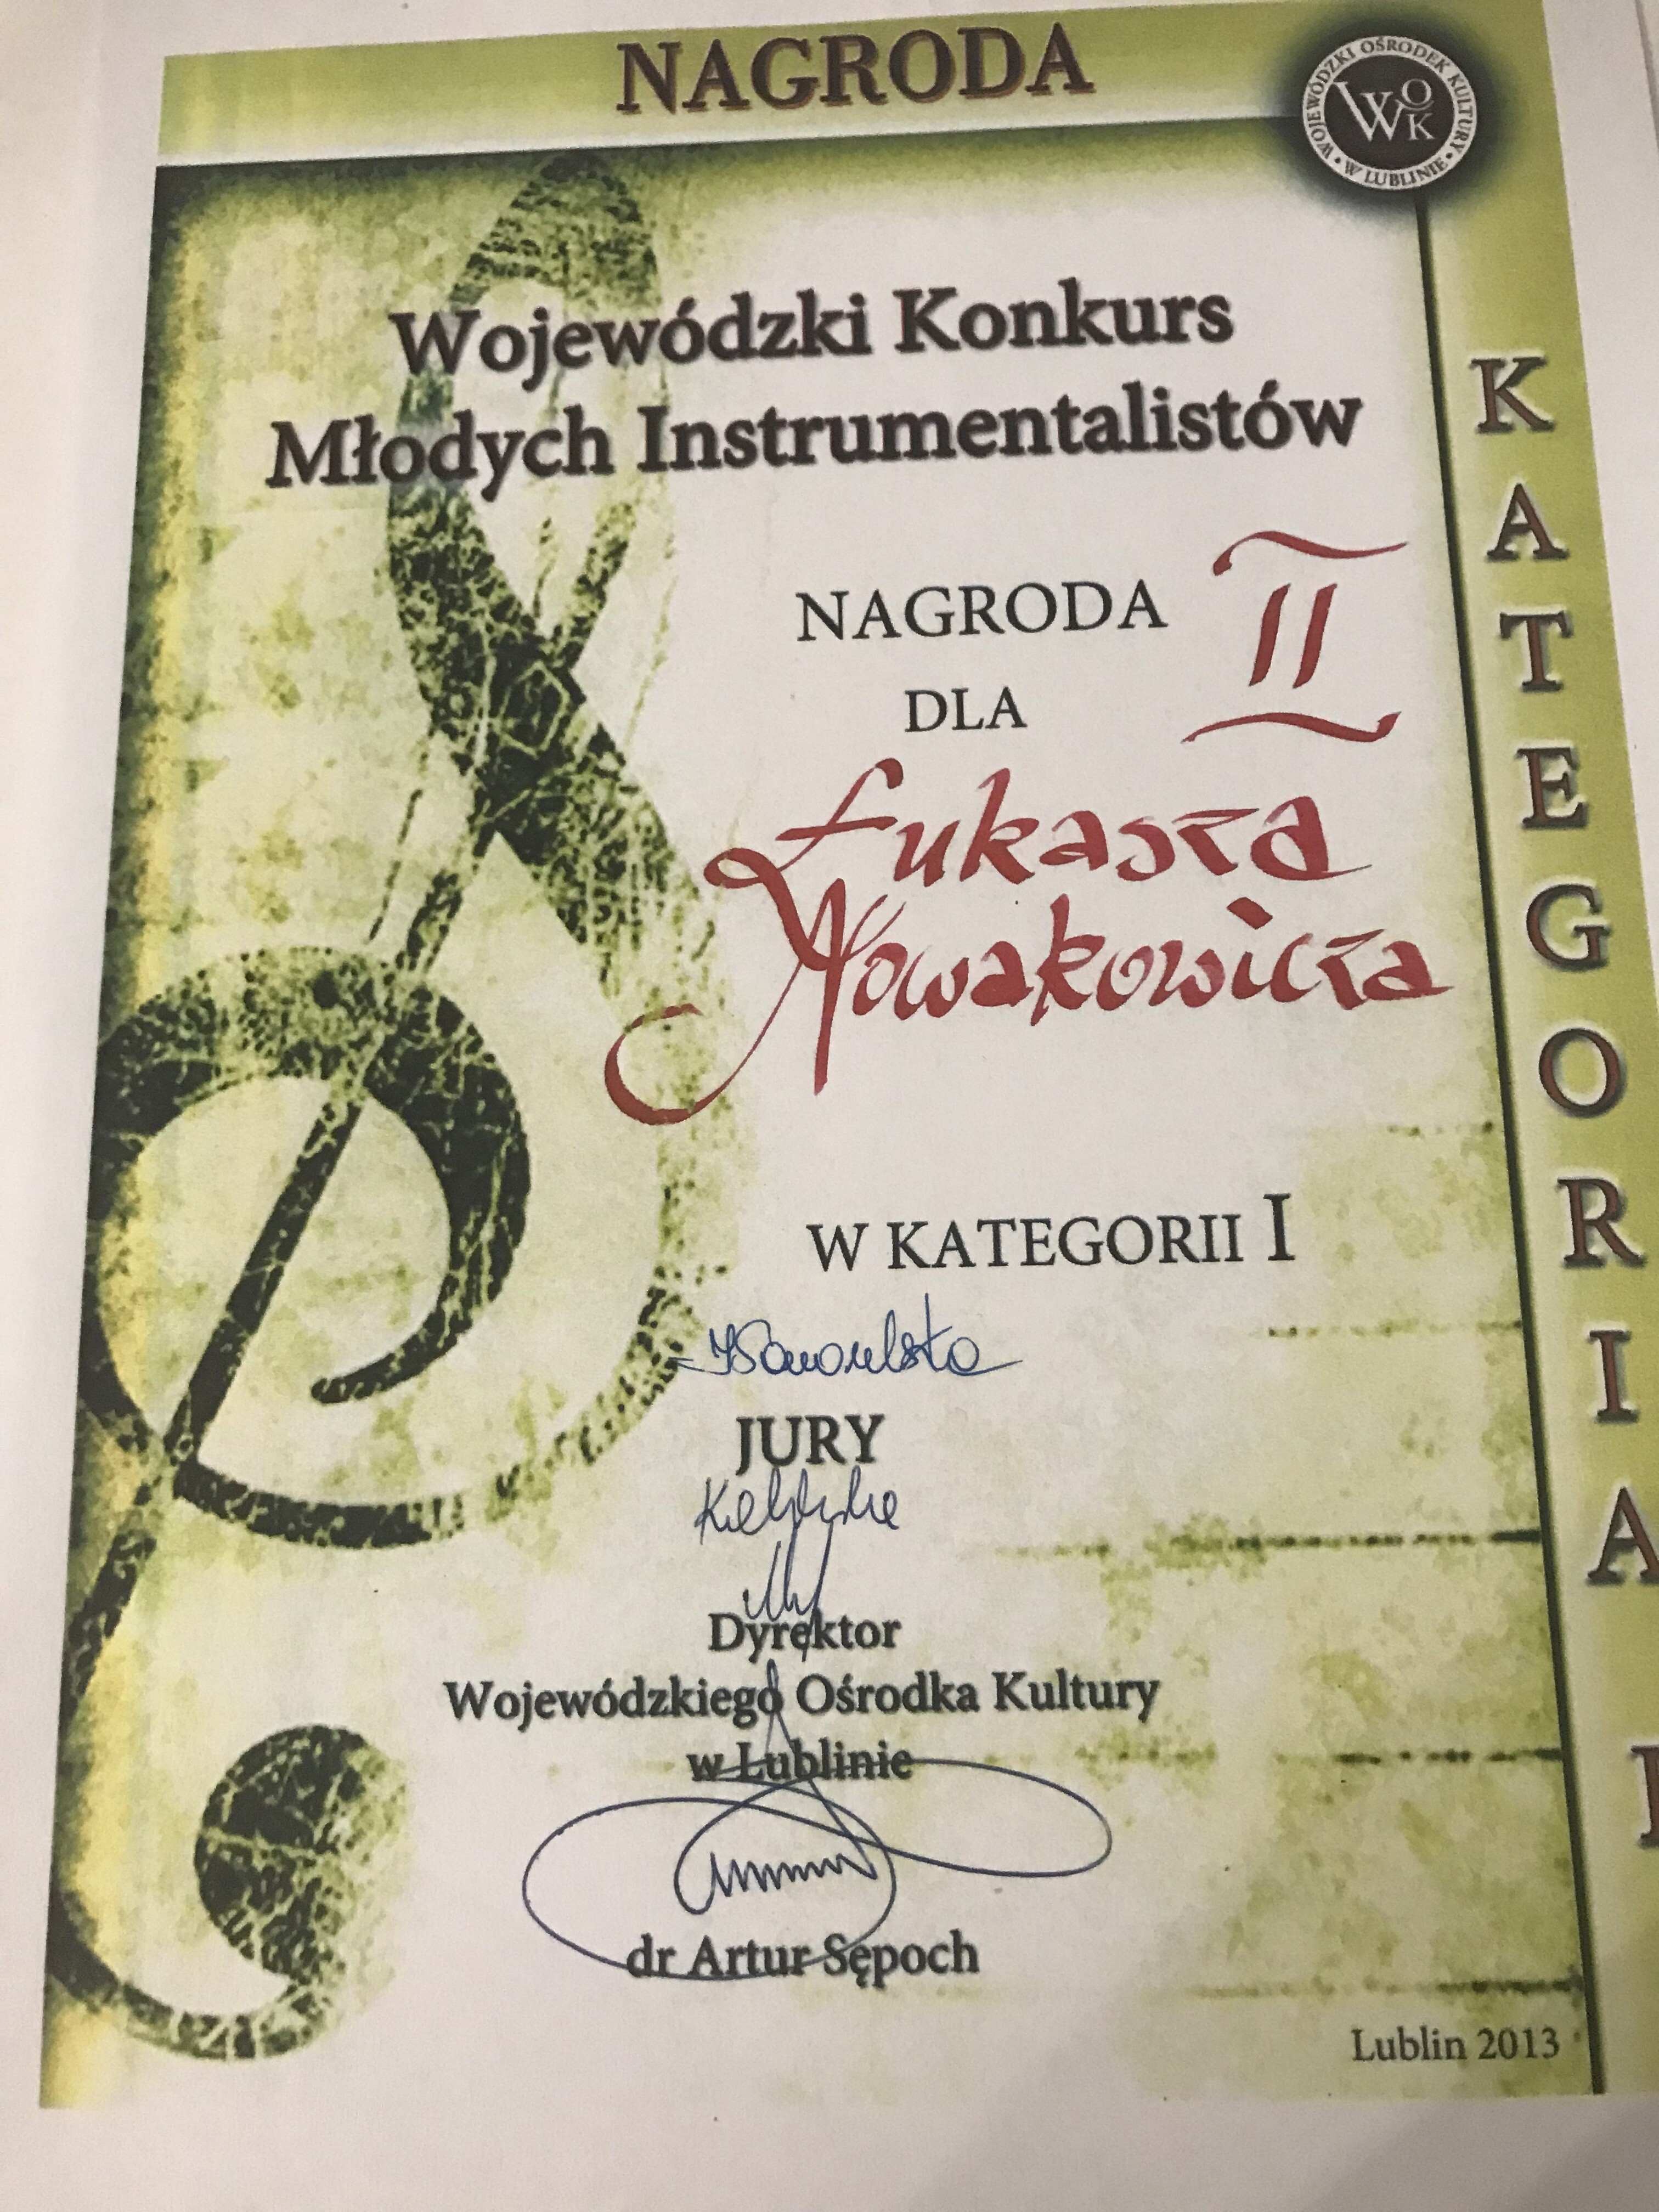 NAGRODA
WOJEWÓDZKI OŚRODEK KULTURY • W LUBLINIE •
WOK
Wojewódzki Konkurs
Młodych Instrumentalistów
NAGRODA II
DLA
Łukasza
Nowakowicza
W KATEGORII I
JURY
Dyrektor
Wojewódzkiego Ośrodka Kultury
w Lublinie
dr Artur Sępoch
Lublin 2013
KATEGORIA I